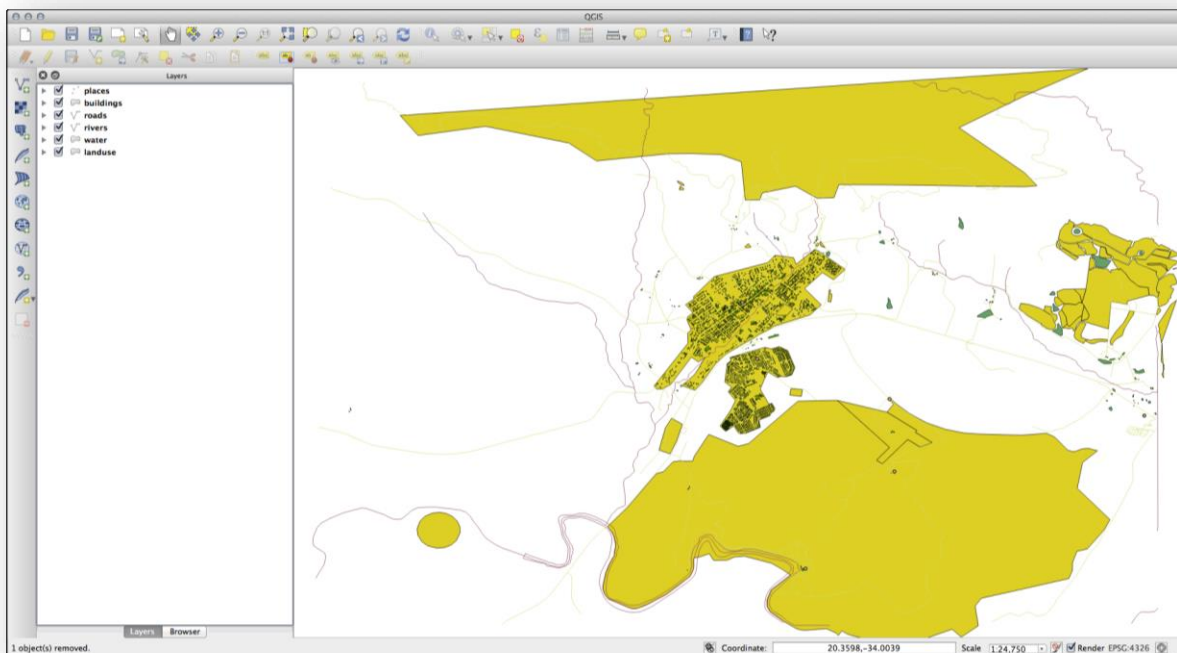 QGIS
Layers
places
buildings
roads
rivers
water
landuse
Layers Browser
1 object(s) removed. Coordinate: 20.3598,-34.0039 Scale 1:24,750 Render EPSG:4326